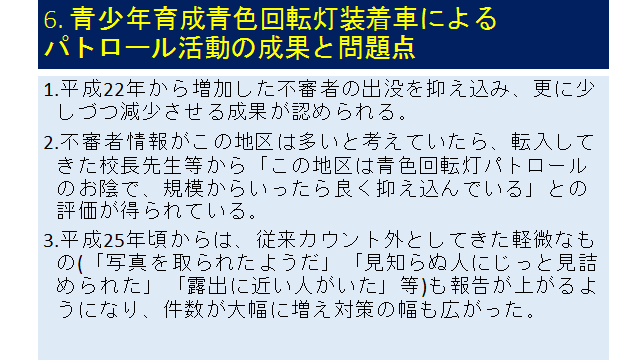 6. 青少年育成青色回転灯装着車による
パトロール活動の成果と問題点
1.平成22年から増加した不審者の出没を抑え込み、更に少
しづつ減少させる成果が認められる。
2.不審者情報がこの地区は多いと考えていたら、転入して
きた校長先生等から「この地区は青色回転灯パトロール
のお陰で、規模からいったら良く抑え込んでいる」との
評価が得られている。
3.平成25年頃からは、従来カウント外としてきた軽微なも
の(「写真を取られたようだ」「見知らぬ人にじっと見詰
められた」「露出に近い人がいた」等)も報告が上がるよ
うになり、件数が大幅に増え対策の幅も広がった。